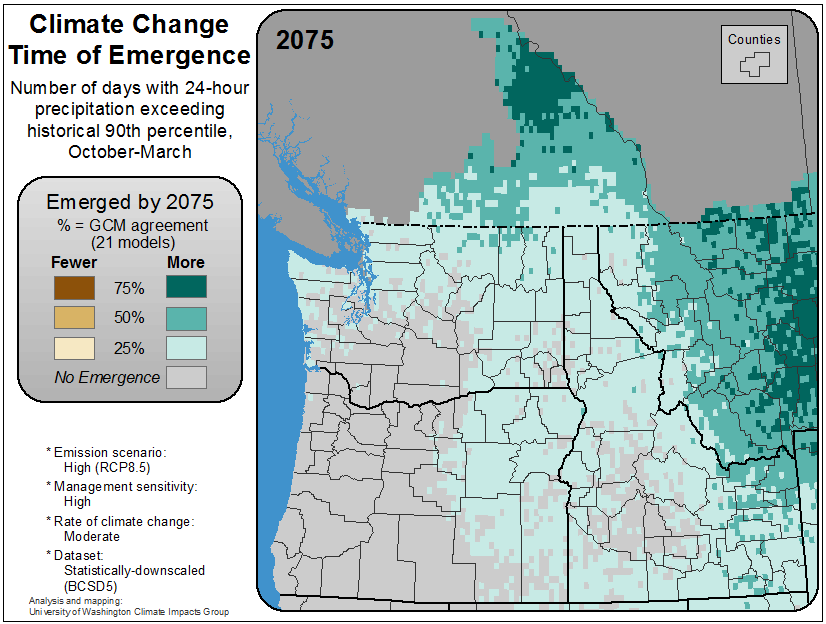 Climate Change
Time of Emergence
Number of days with 24-hour
precipitation exceeding
historical 90th percentile,
October-March
Emerged by 2075
% = GCM agreement
(21 models)
Fewer More
75%
50%
25%
No Emergence
* Emission scenario:
High (RCP8.5)
* Management sensitivity:
High
* Rate of climate change:
Moderate
* Dataset:
Statistically-downscaled
(BCSD5)
Analysis and mapping:
University of Washington Climate Impacts Group
2075
Counties